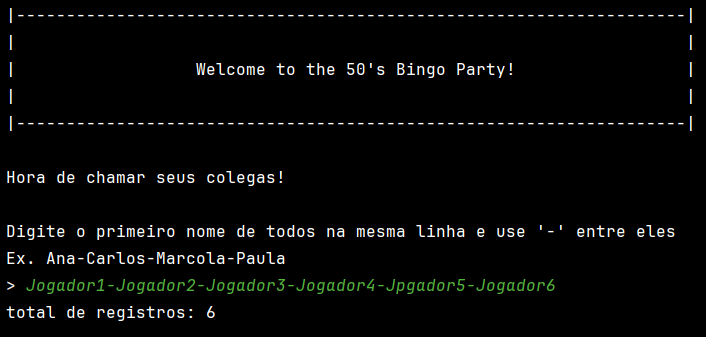 |-------------------------------------------------------------------|
|                                                                   |
|                  Welcome to the 50's Bingo Party!                 |
|                                                                   |
|-------------------------------------------------------------------|
Hora de chamar seus colegas!
Digite o primeiro nome de todos na mesma linha e use '-' entre eles
Ex. Ana-Carlos-Marcola-Paula
> Jogador1-Jogador2-Jogador3-Jogador4-Jpgador5-Jogador6
total de registros: 6